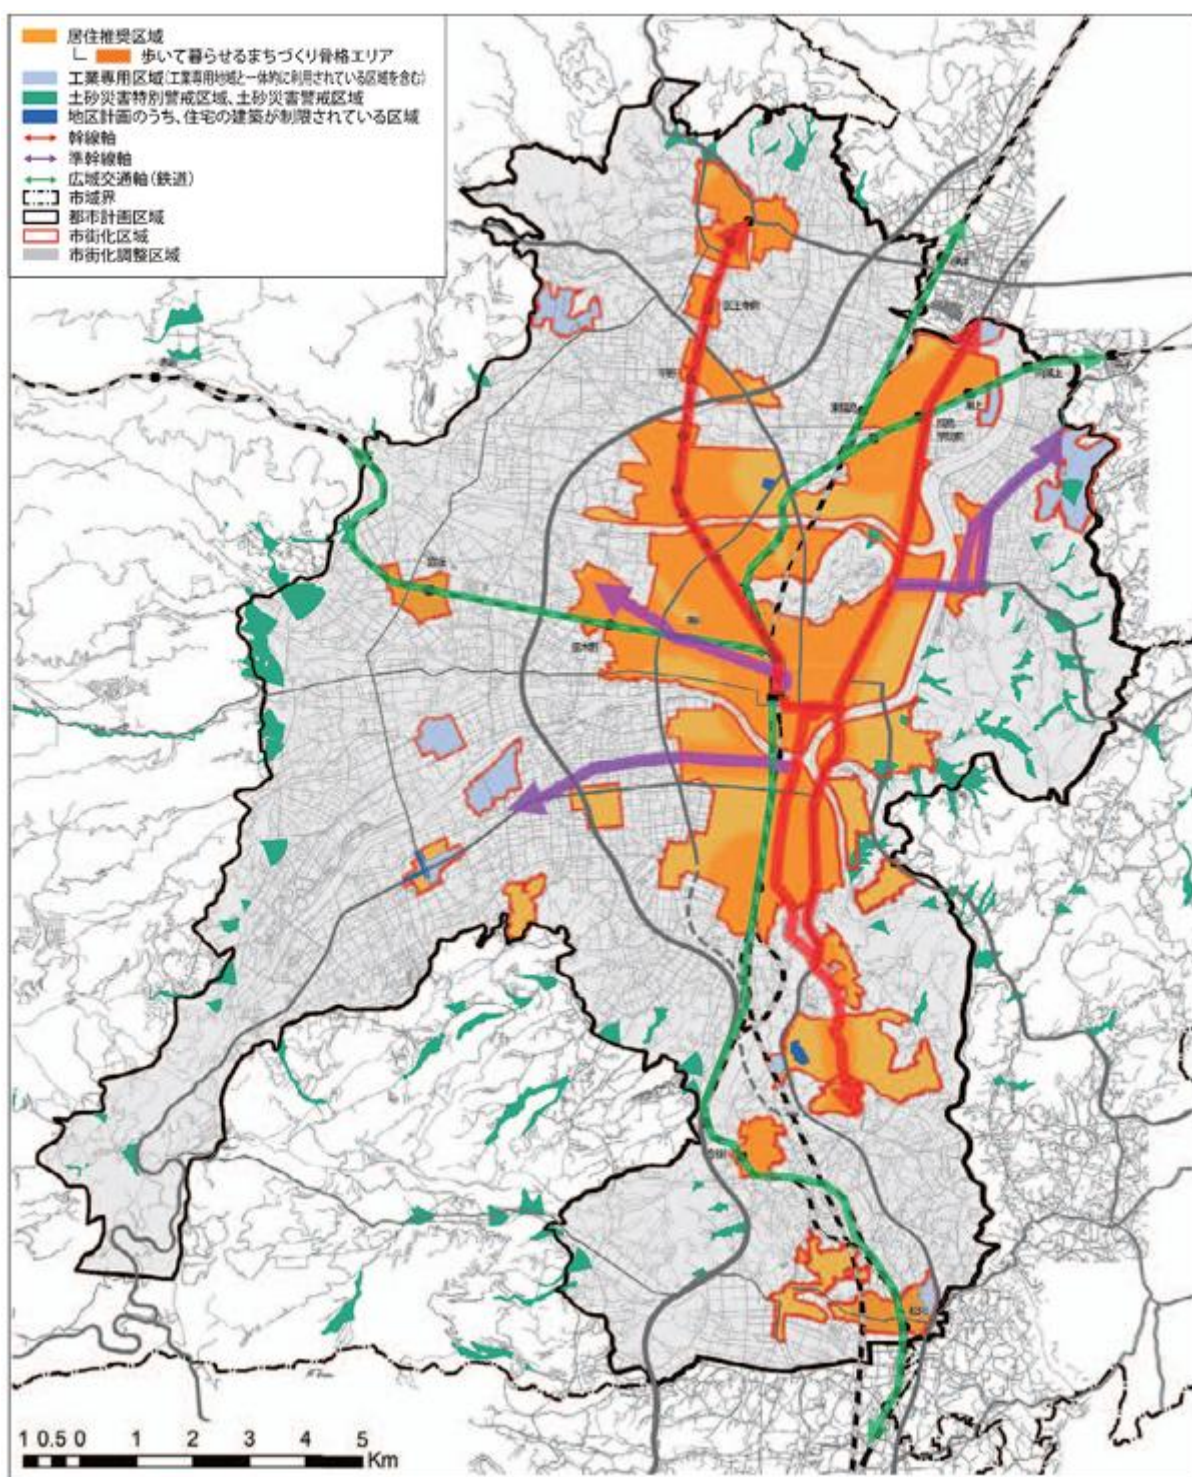 居住推奨区域
歩いて暮らせるまちづくり骨格エリア
工業専用区域(工業専用地域と一体的に利用されている区域を含む)
土砂災害特別警戒区域、土砂災害警戒区域
地区計画のうち、住宅の建築が制限されている区域
幹線軸
準幹線軸
広域交通軸(鉄道)
市域界
都市計画区域
市街化区域
市街化調整区域
1 0.5 0 1 2 3 4 5
Km